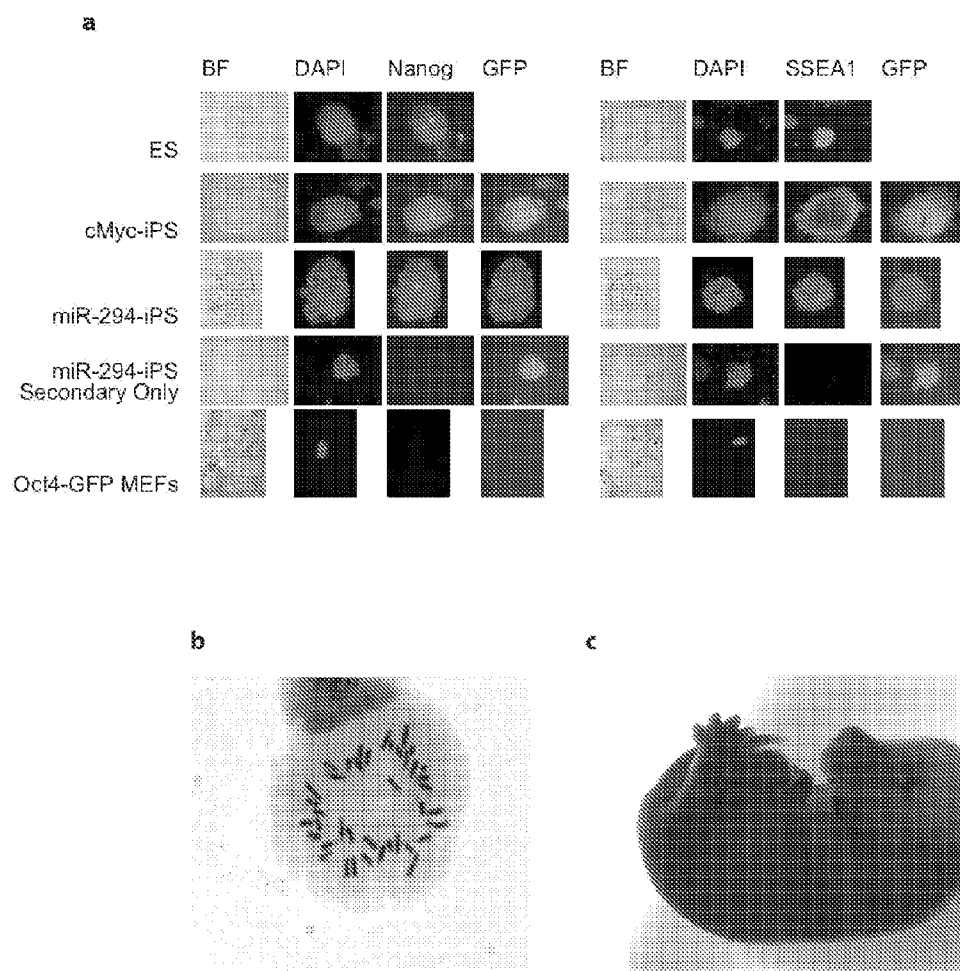 a
BF DAPI Nanog GFP BF DAPI SSEA1 GFP
ES
cMyc-iPS
miR-294-iPS
miR-294-iPS
Secondary Only
Oct4-GFP MEFs
b c